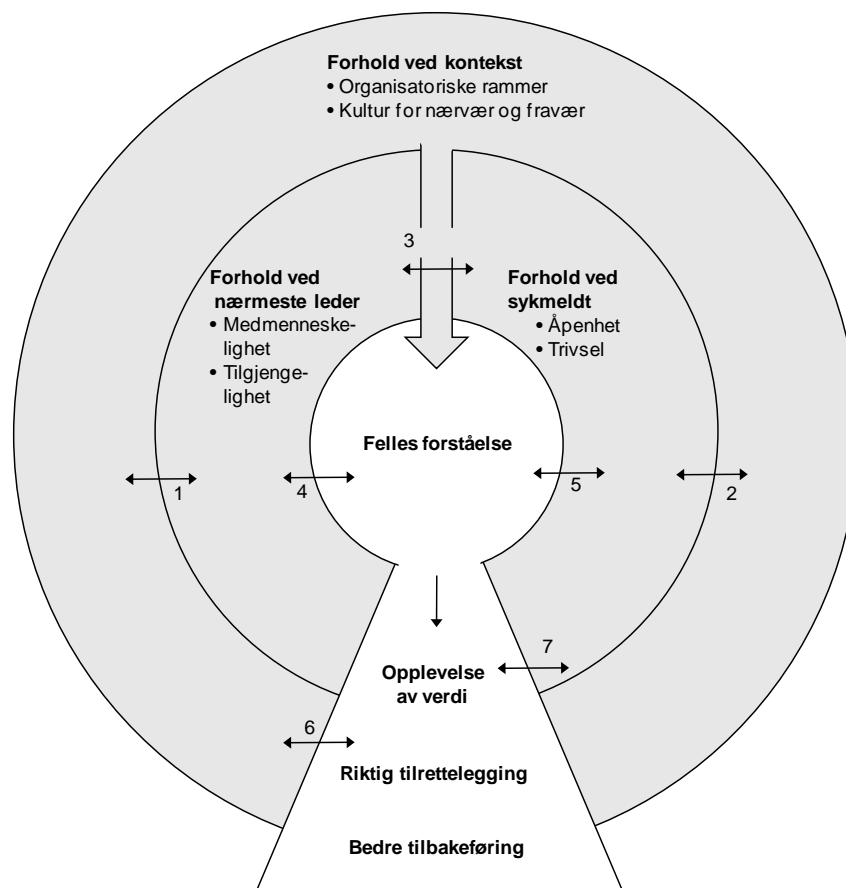 Forhold ved kontekst
• Organisatoriske rammer
• Kultur for nærvær og fravær
3
Forhold ved
nærmeste leder
• Medmenneske-
lighet
• Tilgjenge-
lighet
Forhold ved
sykmeldt
• Åpenhet
• Trivsel
Felles forståelse
1
4
5
2
7
Opplevelse
av verdi
6
Riktig tilrettelegging
Bedre tilbakeføring